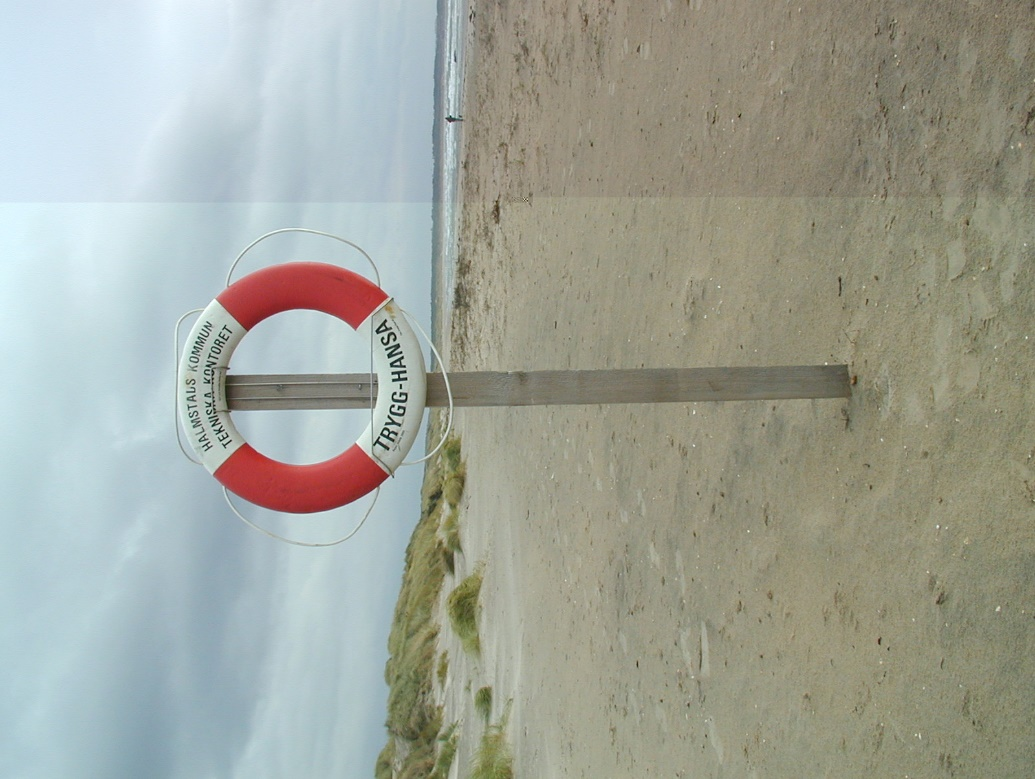 HALMSTADS KOMMUN
TEKNISKA KONTORET
TRYGG-HANSA